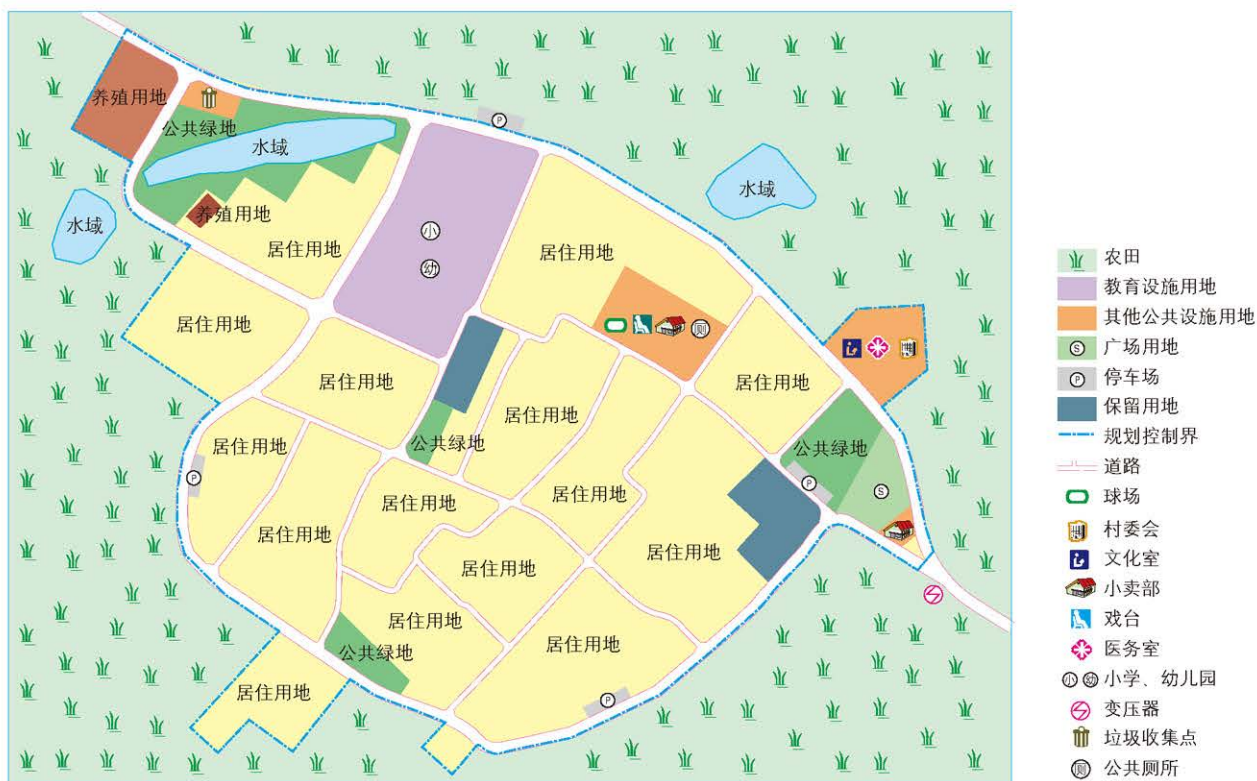 养殖用地
公共绿地
水域
P
水域
水域
养殖用地
居住用地
小
幼
居住用地
居住用地
厕
居住用地
居住用地
居住用地
公共绿地
居住用地
公共绿地
居住用地
P
P
S
居住用地
居住用地
居住用地
居住用地
居住用地
居住用地
公共绿地
居住用地
居住用地
P
农田
教育设施用地
其他公共设施用地
S 广场用地
P 停车场
保留用地
规划控制界
道路
球场
村委会
文化室
小卖部
戏台
医务室
小 幼 小学、幼儿园
变压器
垃圾收集点
厕 公共厕所